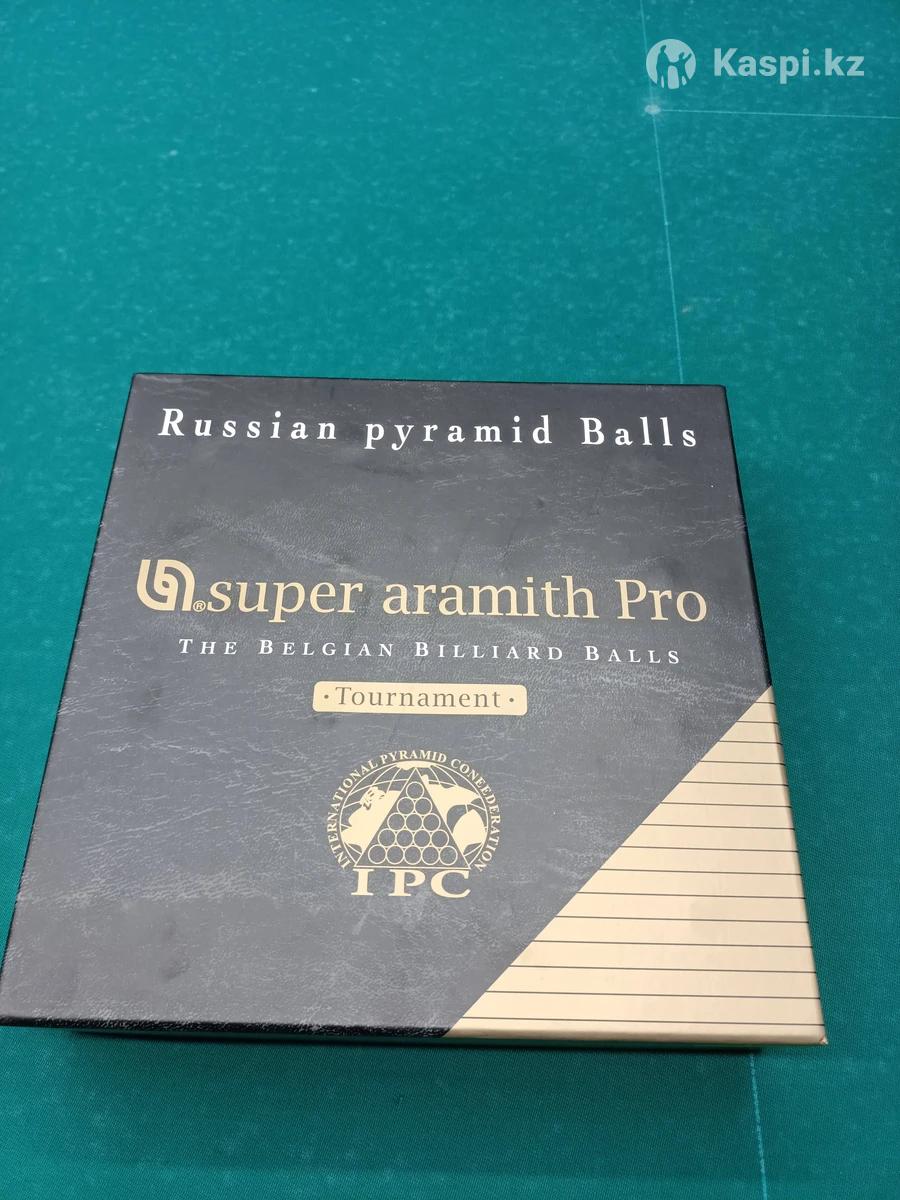 Kaspi.kz
Russian pyramid Balls
®super aramith Pro
THE BELGIAN BILLIARD BALLS
·Tournament·
INTERNATIONAL PYRAMID CONFEDERATION
IPC